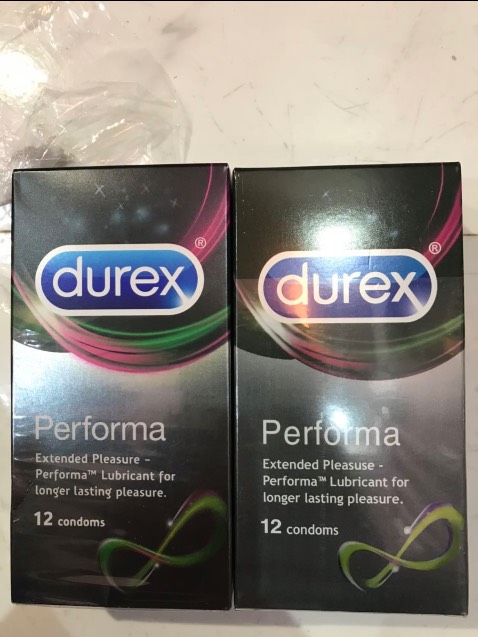 durex®
Performa
Extended Pleasure –
Performa™ Lubricant for
longer lasting pleasure.
12 condoms
durex®
Performa
Extended Pleasuse -
Performa™ Lubricant for
longer lasting pleasure.
12 condoms